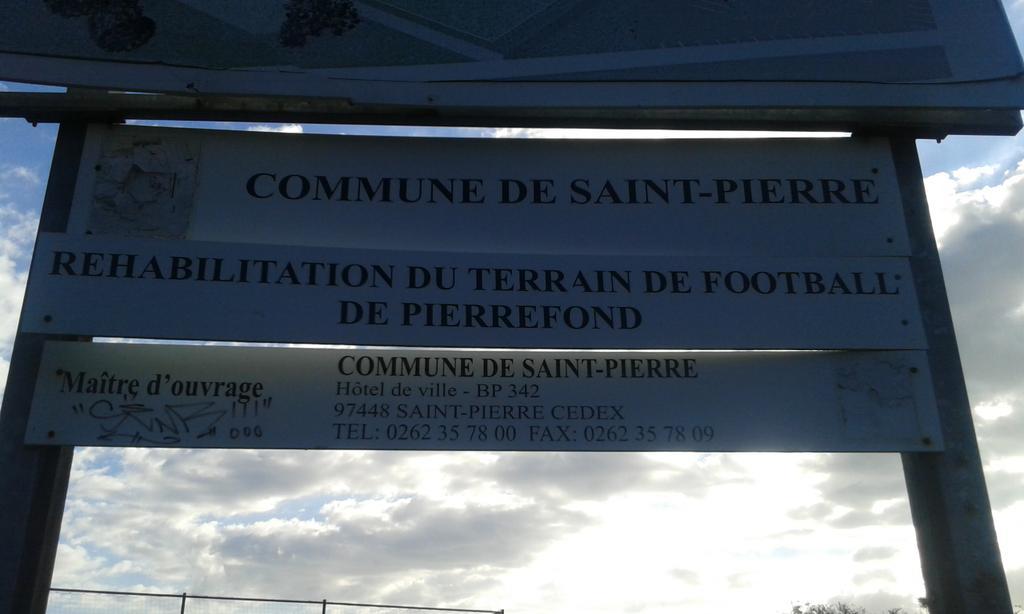 COMMUNE DE SAINT-PIERRE
REHABILITATION DU TERRAIN DE FOOTBALL
DE PIERREFOND
Maître d'ouvrage
COMMUNE DE SAINT-PIERRE
Hôtel de ville - BP 342
97448 SAINT-PIERRE CEDEX
TEL: 0262 35 78 00 FAX: 0262 35 78 09